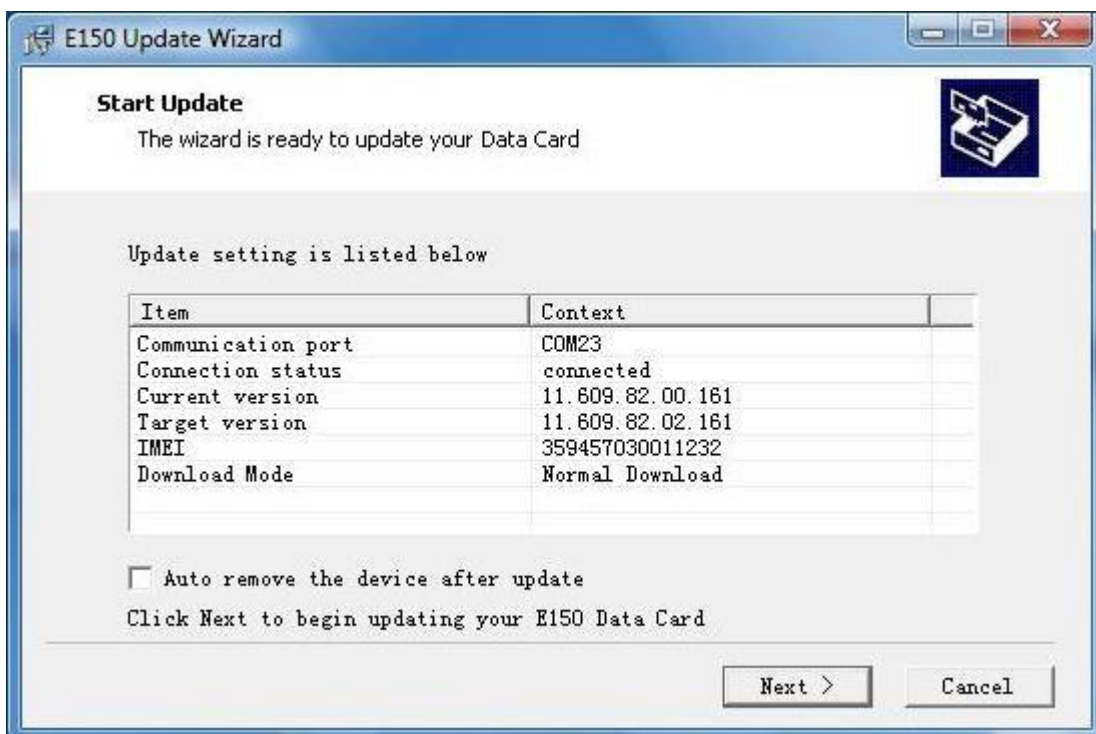 E150 Update Wizard
Start Update
The wizard is ready to update your Data Card
Update setting is listed below
Item Context
Communication port COM23
Connection status connected
Current version 11.609.82.00.161
Target version 11.609.82.02.161
IMEI 359457030011232
Download Mode Normal Download
Auto remove the device after update
Click Next to begin updating your E150 Data Card
Next > Cancel